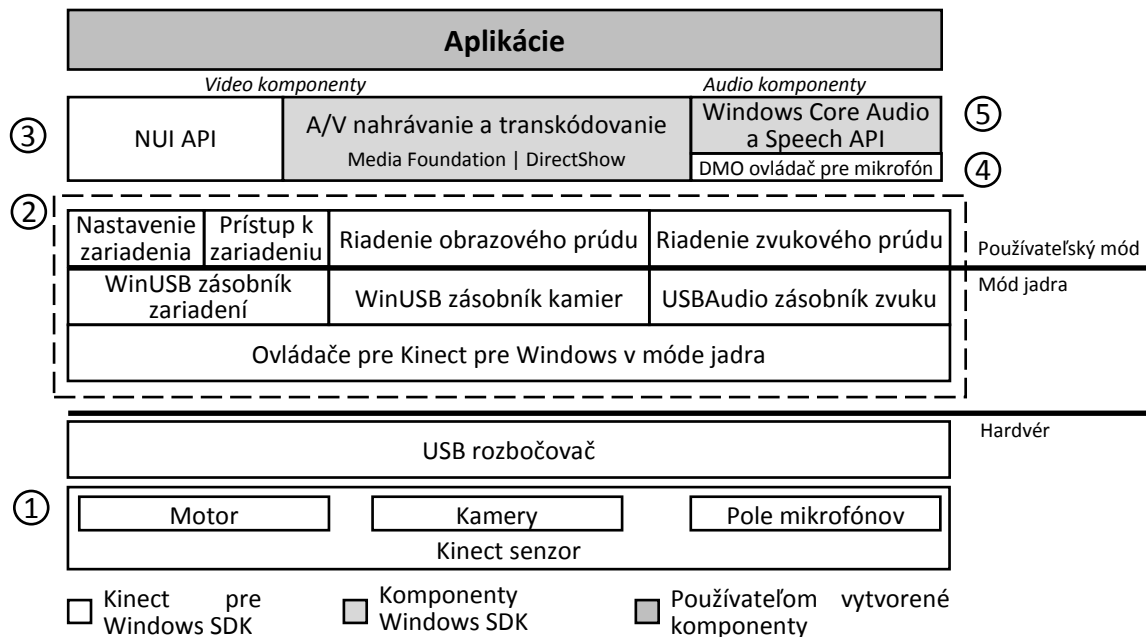 Aplikácie
Video komponenty
Audio komponenty
3
NUI API
A/V nahrávanie a transkódovanie
Media Foundation | DirectShow
Windows Core Audio
a Speech API
5
DMO ovládač pre mikrofón
4
2
Nastavenie
zariadenia
Prístup k
zariadeniu
Riadenie obrazového prúdu
Riadenie zvukového prúdu
Používateľský mód
Mód jadra
WinUSB zásobník
zariadení
WinUSB zásobník kamier
USBAudio zásobník zvuku
Ovládače pre Kinect pre Windows v móde jadra
Hardvér
USB rozbočovač
1
Motor
Kamery
Pole mikrofónov
Kinect senzor
Kinect pre
Windows SDK
Komponenty
Windows SDK
Používateľom vytvorené
komponenty